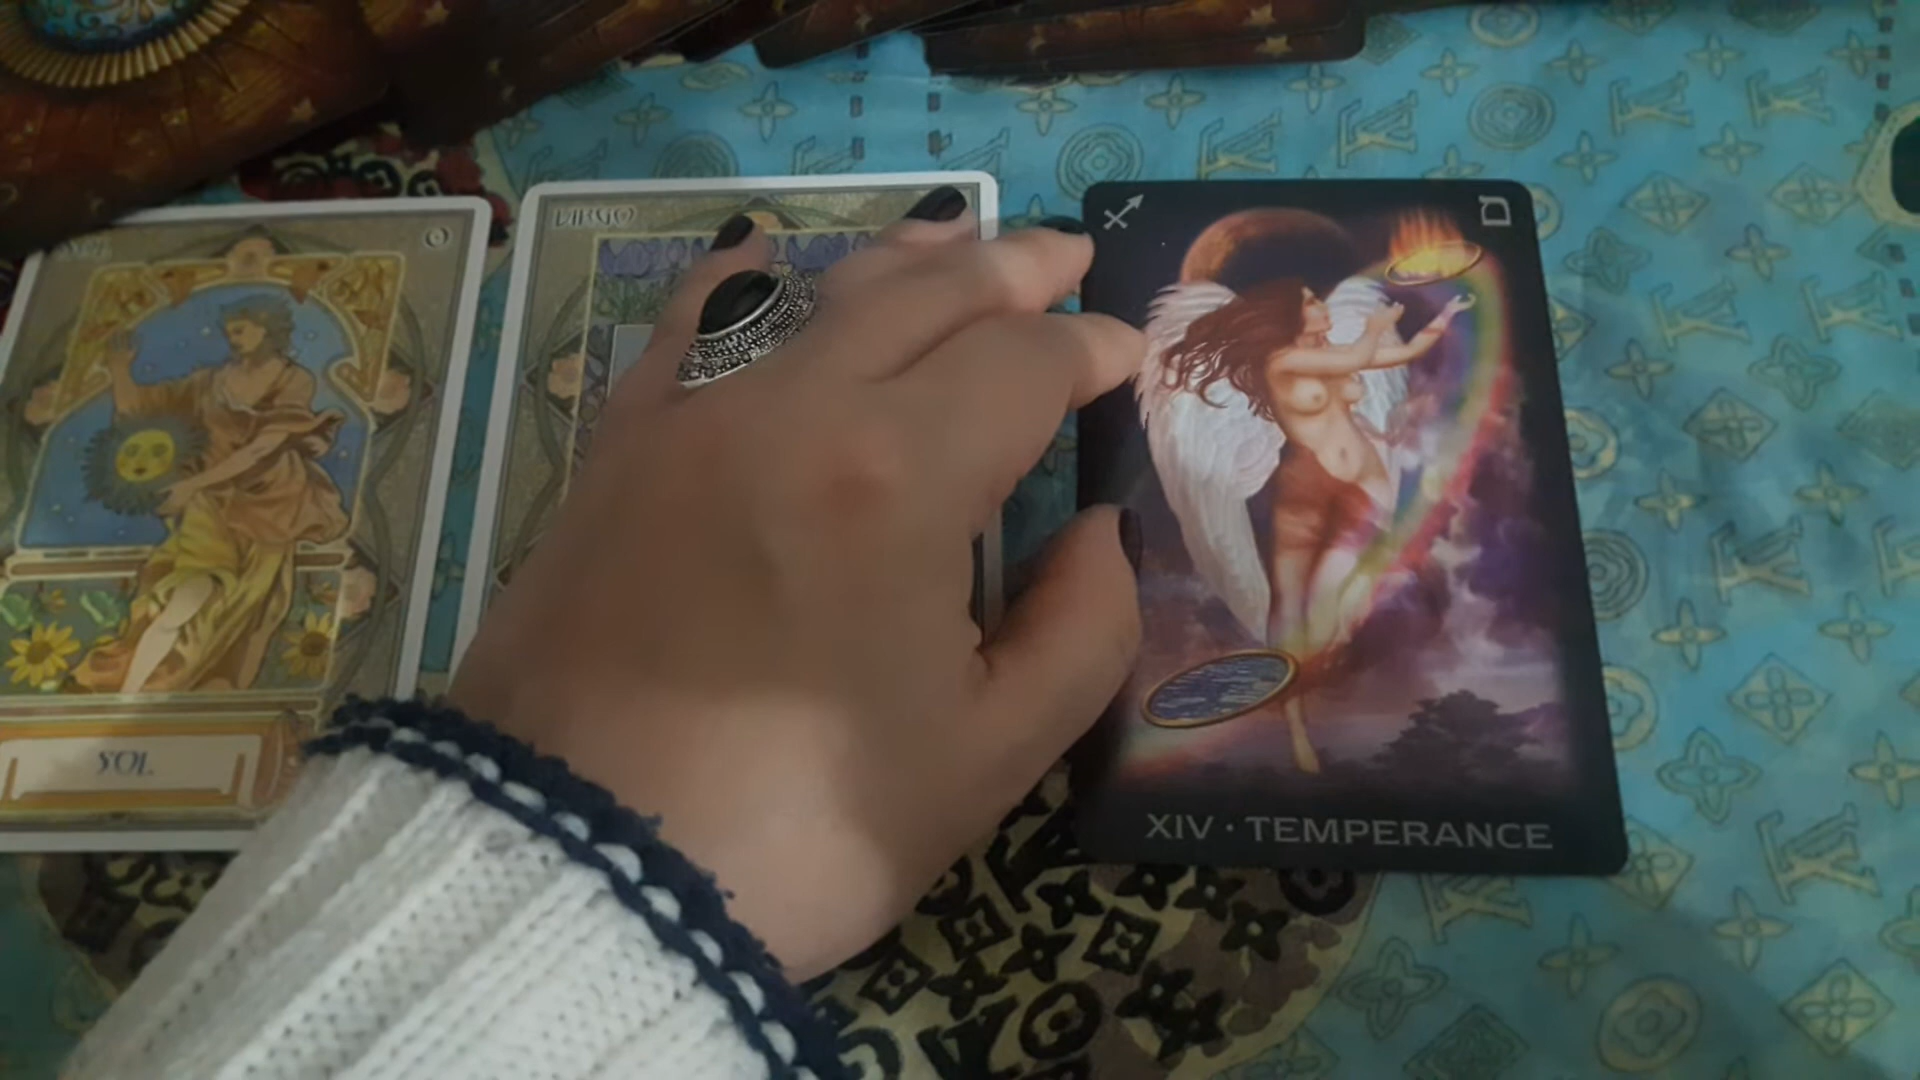 VIRGO
ס
SOL
XIV · TEMPERANCE